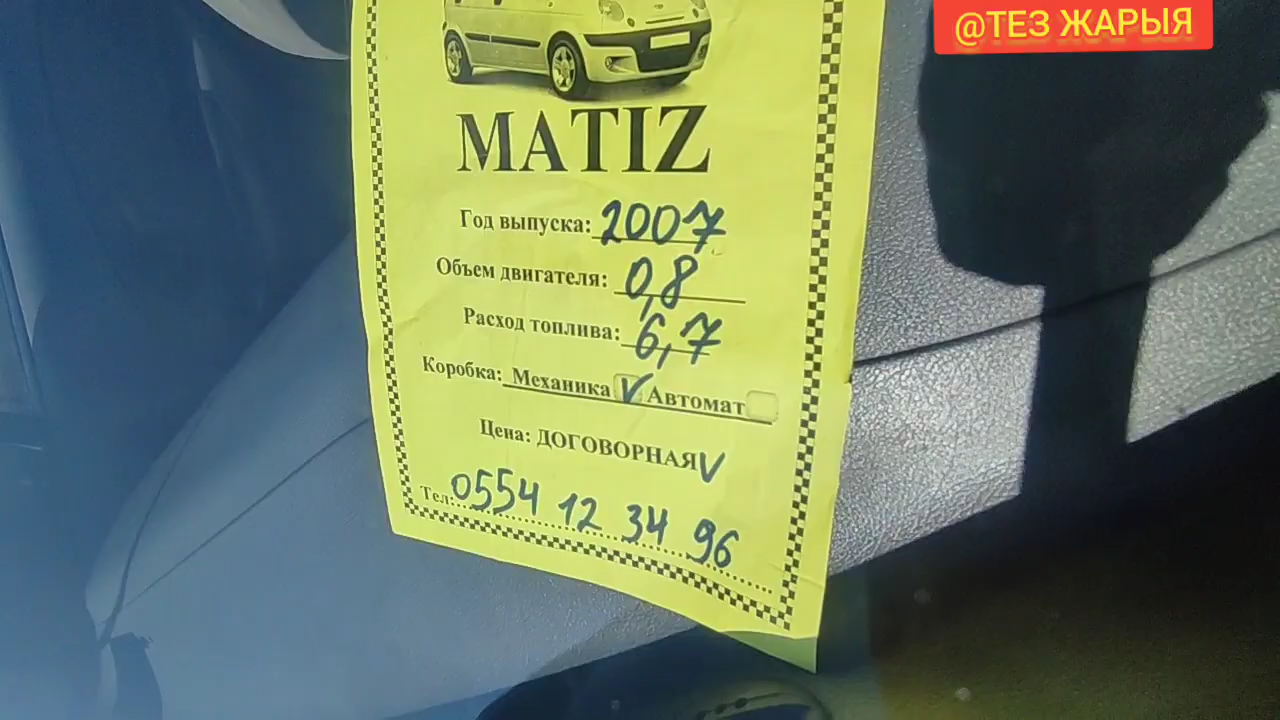 @ТЕЗ ЖАРЫЯ
MATIZ
Год выпуска: 2007
Объем двигателя: 0,8
Расход топлива: 6,7
Коробка: Механика V Автомат
Цена: ДОГОВОРНАЯ V
Тел: 0554 12 34 96